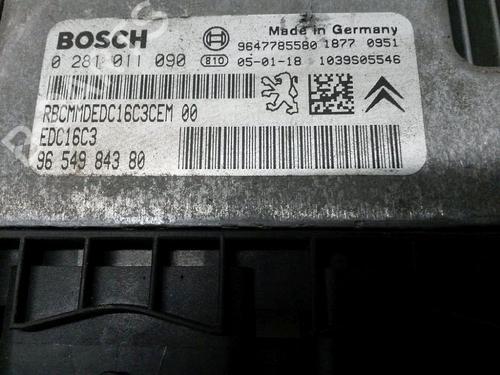 BOSCH
Made in Germany
9647785580 1877 0951
0 281 011 090
810 05-01-18 1039S05546
RBCMMDEDC16C3CEM 00
EDC16C3
96 549 843 80